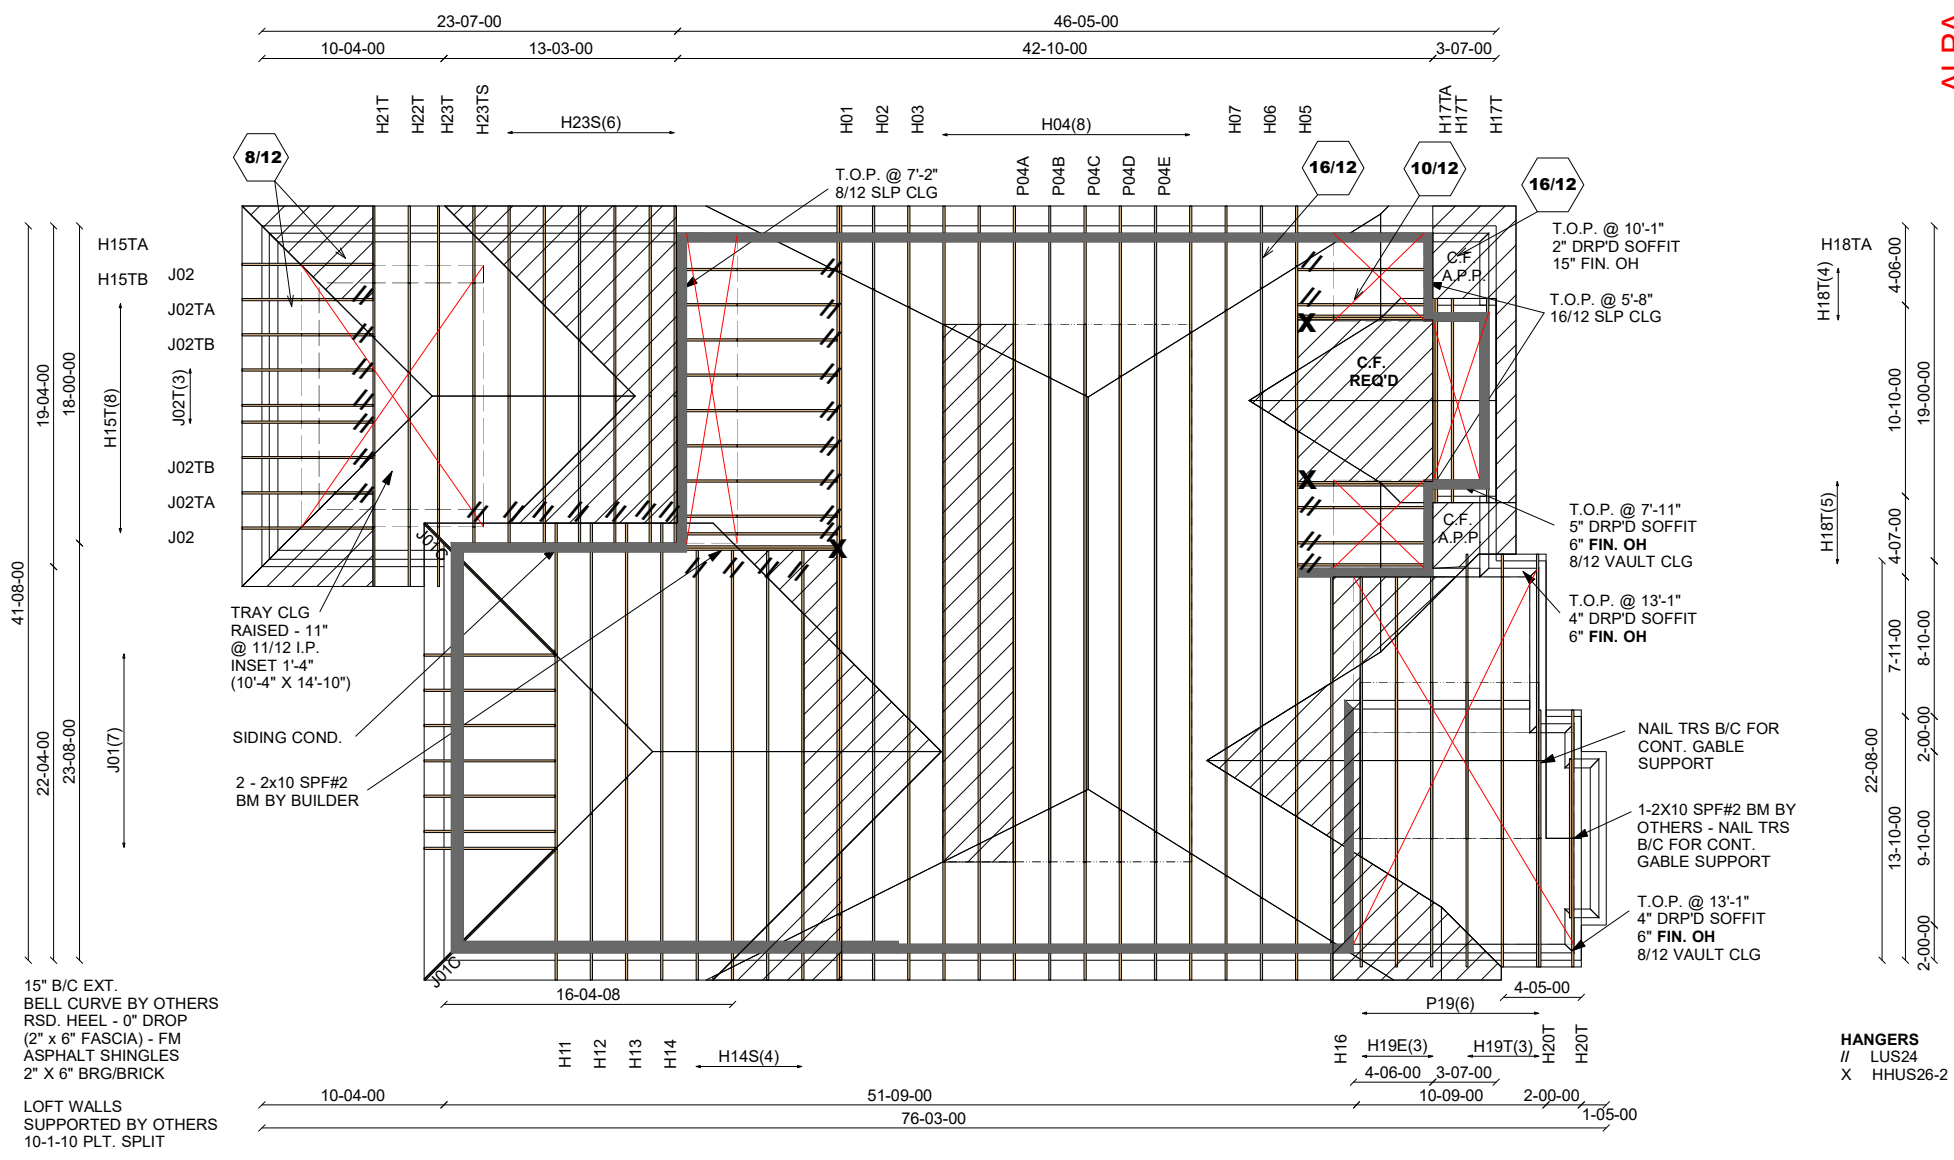 23-07-00
46-05-00
10-04-00
13-03-00
42-10-00
3-07-00
H21T
H22T
H23T
H23TS
H23S(6)
H01
H02
H03
H04(8)
H07
H06
H05
H17TA
H17T
H17T
P04A
P04B
P04C
P04D
P04E
8/12
16/12
10/12
16/12
T.O.P. @ 7'-2"
8/12 SLP CLG
T.O.P. @ 10'-1"
2" DRP'D SOFFIT
15" FIN. OH
T.O.P. @ 5'-8"
16/12 SLP CLG
C.F.
A.P.P.
C.F.
REQ'D
C.F.
A.P.P.
H15TA
H15TB
J02
J02TA
J02TB
J02T(3)
H15T(8)
J02TB
J02TA
J02
19-04-00
18-00-00
41-08-00
22-04-00
23-08-00
J01(7)
J01C
J01C
H18TA
H18T(4)
H18T(5)
4-06-00
10-10-00
19-00-00
4-07-00
7-11-00
8-10-00
2-00-00
22-08-00
13-10-00
9-10-00
2-00-00
T.O.P. @ 7'-11"
5" DRP'D SOFFIT
6" FIN. OH
8/12 VAULT CLG
T.O.P. @ 13'-1"
4" DRP'D SOFFIT
6" FIN. OH
TRAY CLG
RAISED - 11"
@ 11/12 I.P.
INSET 1'-4"
(10'-4" X 14'-10")
SIDING COND.
2 - 2x10 SPF#2
BM BY BUILDER
NAIL TRS B/C FOR
CONT. GABLE
SUPPORT
1-2X10 SPF#2 BM BY
OTHERS - NAIL TRS
B/C FOR CONT.
GABLE SUPPORT
T.O.P. @ 13'-1"
4" DRP'D SOFFIT
6" FIN. OH
8/12 VAULT CLG
15" B/C EXT.
BELL CURVE BY OTHERS
RSD. HEEL - 0" DROP
(2" x 6" FASCIA) - FM
ASPHALT SHINGLES
2" X 6" BRG/BRICK
LOFT WALLS
SUPPORTED BY OTHERS
10-1-10 PLT. SPLIT
16-04-08
4-05-00
H11
H12
H13
H14
H14S(4)
H16
P19(6)
H19E(3)
H19T(3)
H20T
H20T
4-06-00
3-07-00
10-04-00
51-09-00
10-09-00
2-00-00
76-03-00
1-05-00
HANGERS
// LUS24
X HHUS26-2